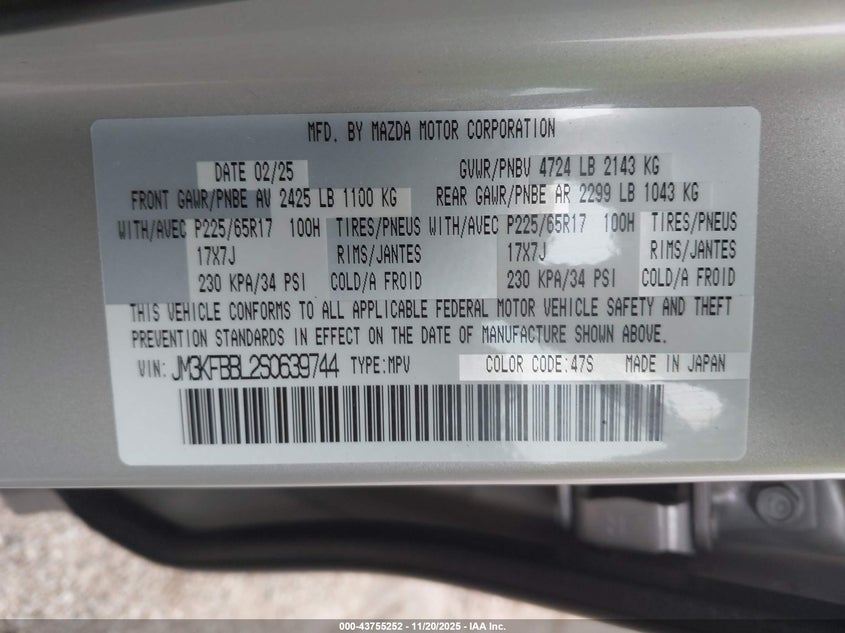 MFD. BY MAZDA MOTOR CORPORATION
DATE 02/25 GVWR/PNBV 4724 LB 2143 KG
FRONT GAWR/PNBE AV 2425 LB 1100 KG REAR GAWR/PNBE AR 2299 LB 1043 KG
WITH/AVEC P225/65R17 100H TIRES/PNEUS WITH/AVEC P225/65R17 100H TIRES/PNEUS
17X7J RIMS/JANTES 17X7J RIMS/JANTES
230 KPA/34 PSI COLD/A FROID 230 KPA/34 PSI COLD/A FROID
THIS VEHICLE CONFORMS TO ALL APPLICABLE FEDERAL MOTOR VEHICLE SAFETY AND THEFT
PREVENTION STANDARDS IN EFFECT ON THE DATE OF MANUFACTURE SHOWN ABOVE.
VIN: JM3KFBBL2S0639744 TYPE:MPV COLOR CODE:47S MADE IN JAPAN
000-43755252 - 11/20/2025 - IAA Inc.